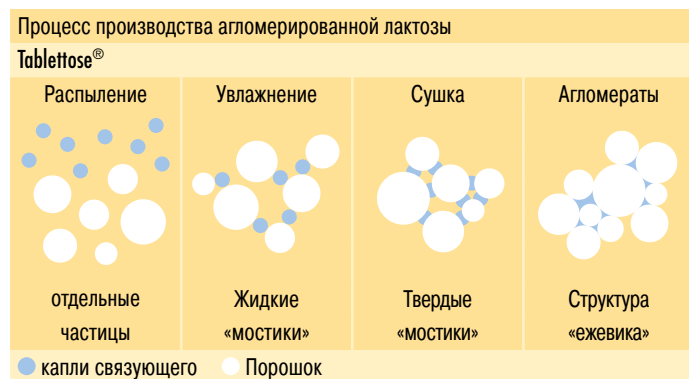 Процесс производства агломерированной лактозы
Tablettose®
Распыление
Увлажнение
Сушка
Агломераты
отдельные
частицы
Жидкие
«мостики»
Твердые
«мостики»
Структура
«ежевика»
капли связующего
Порошок